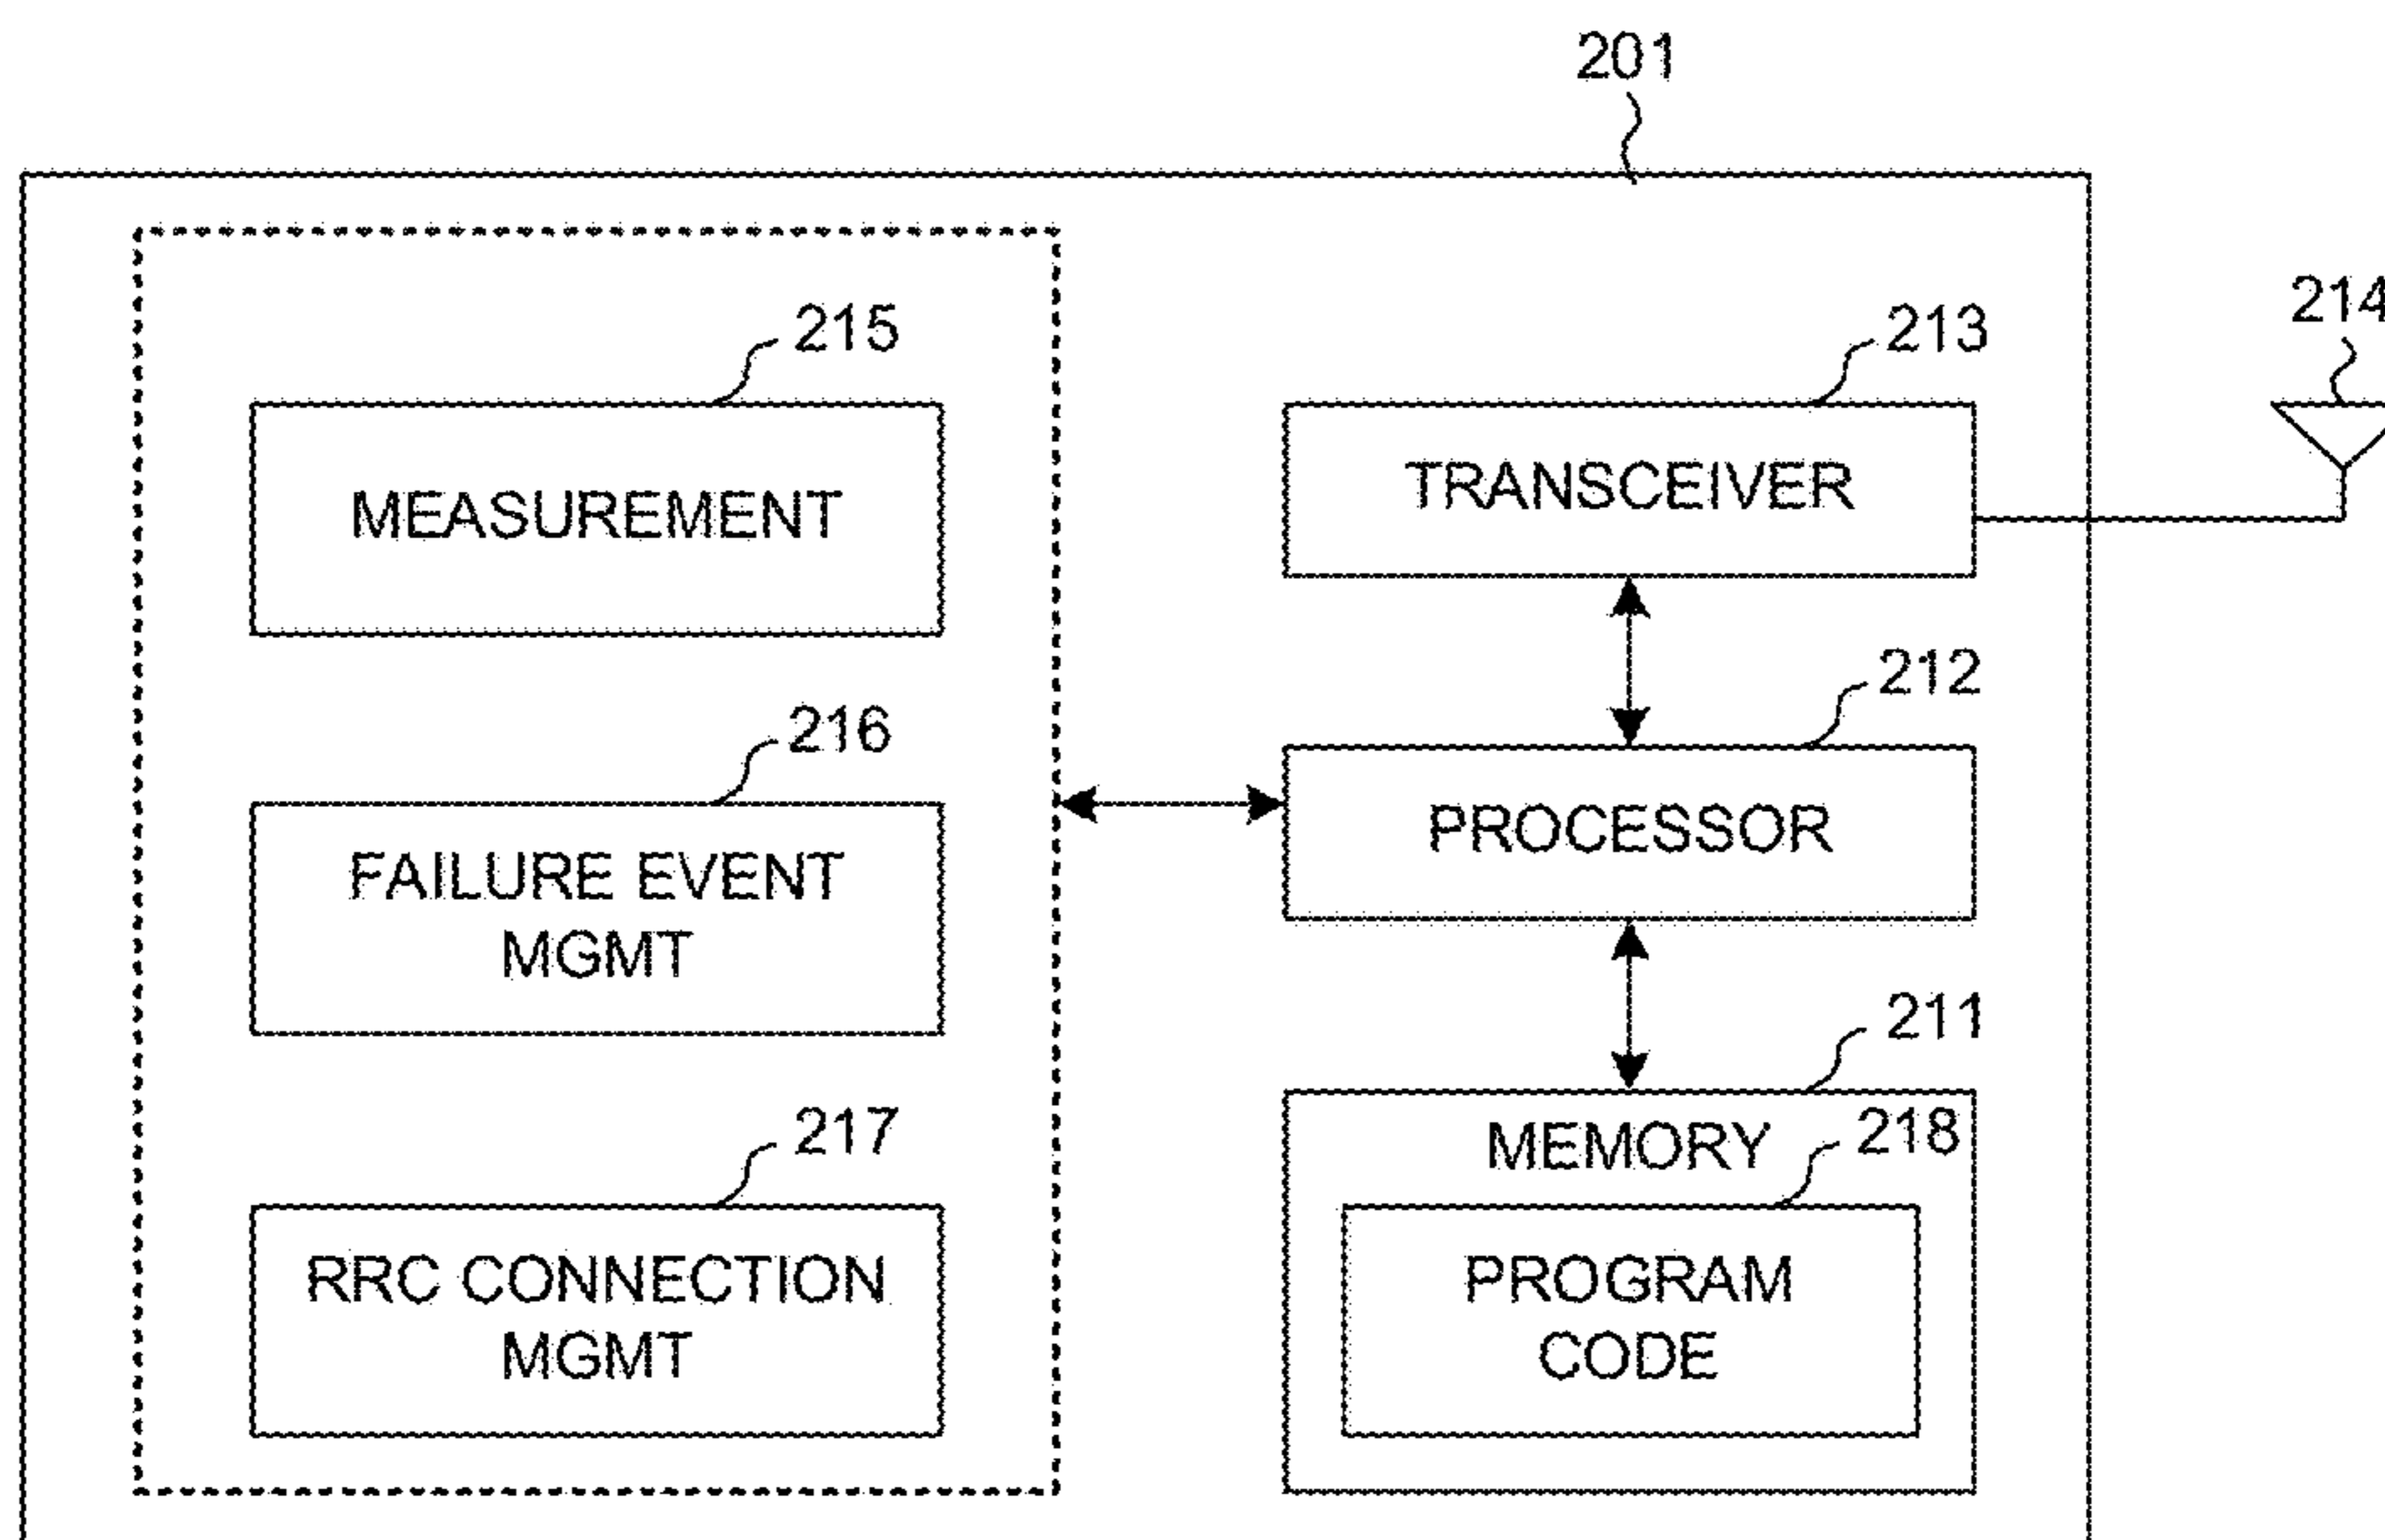 201
214
215
213
MEASUREMENT
TRANSCEIVER
212
216
PROCESSOR
FAILURE EVENT
MGMT
211
217
MEMORY
218
RRC CONNECTION
MGMT
PROGRAM
CODE